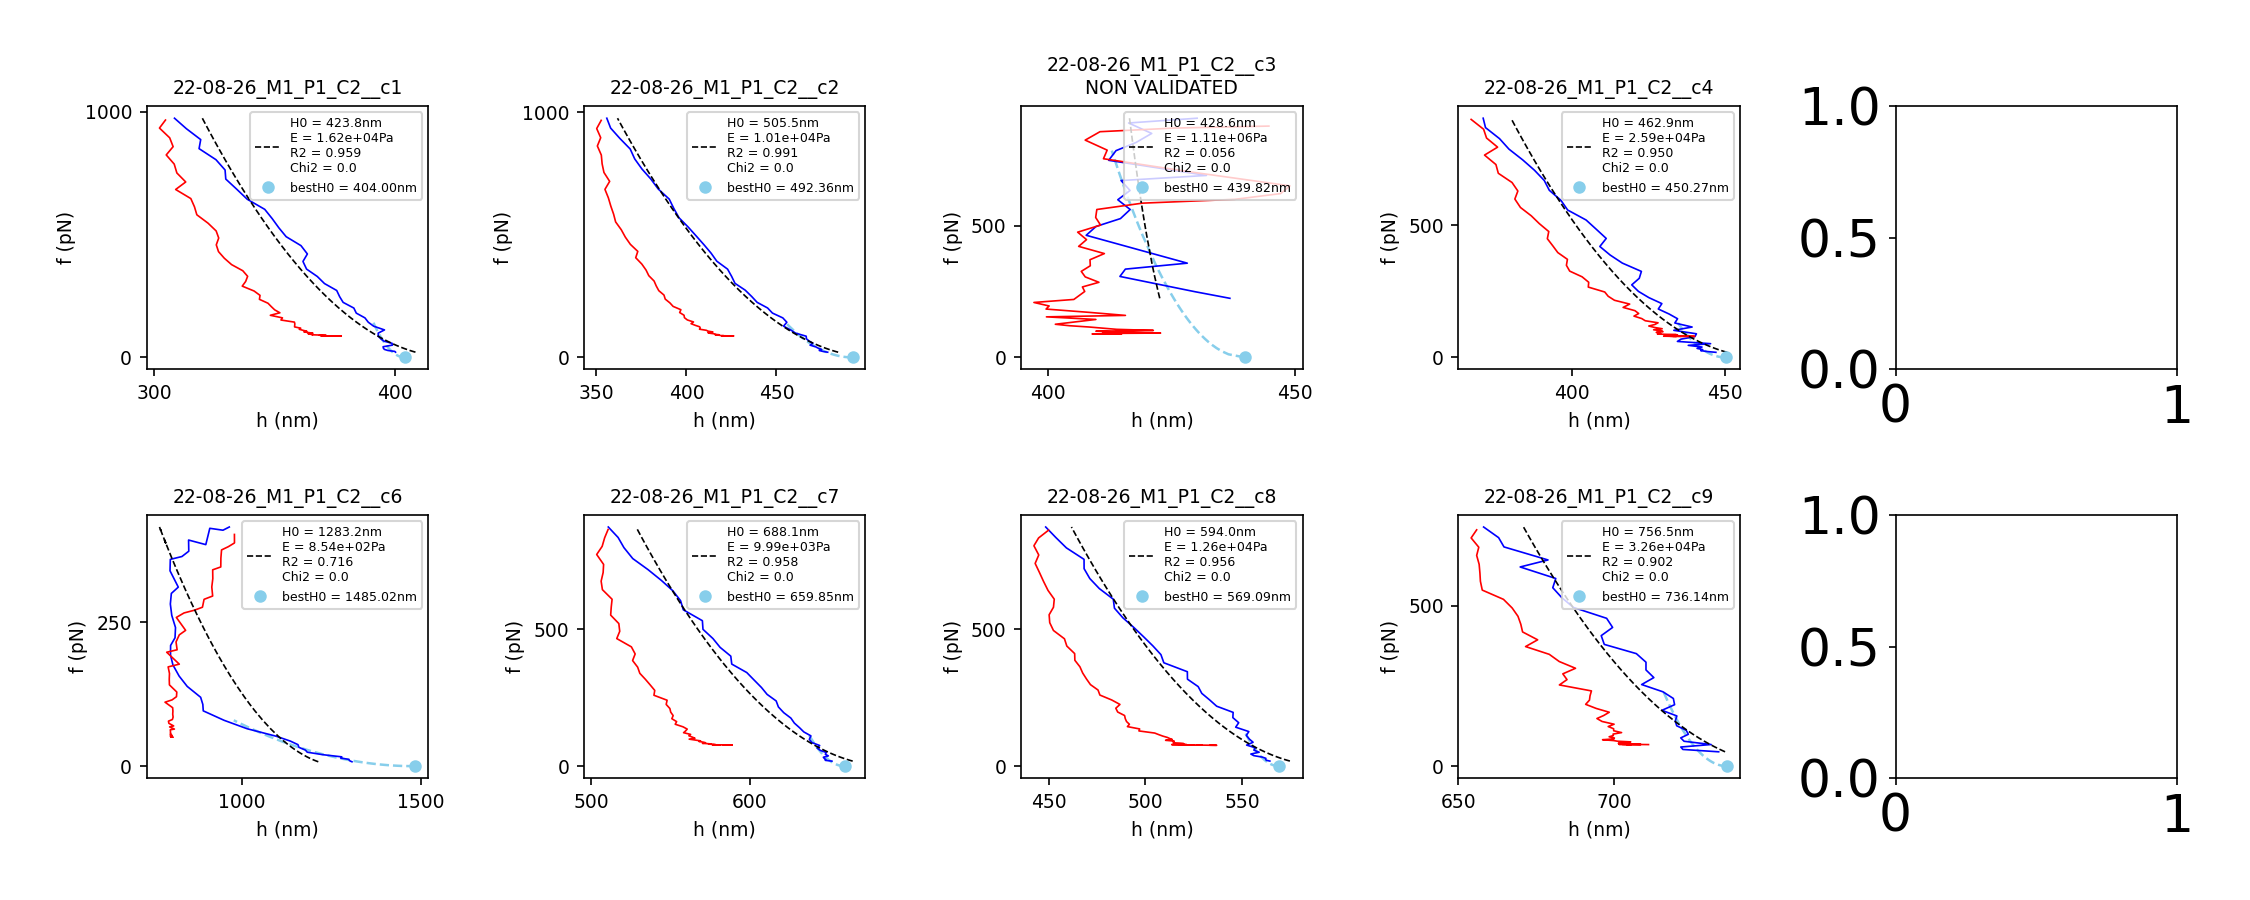 22-08-26_M1_P1_C2__c1
H0 = 423.8nm
E = 1.62e+04Pa
R2 = 0.959
Chi2 = 0.0
bestH0 = 404.00nm
1000
0
f (pN)
300
400
h (nm)
22-08-26_M1_P1_C2__c2
H0 = 505.5nm
E = 1.01e+04Pa
R2 = 0.991
Chi2 = 0.0
bestH0 = 492.36nm
1000
0
f (pN)
350
400
450
h (nm)
22-08-26_M1_P1_C2__c3
NON VALIDATED
H0 = 428.6nm
E = 1.11e+06Pa
R2 = 0.056
Chi2 = 0.0
bestH0 = 439.82nm
500
0
f (pN)
400
450
h (nm)
22-08-26_M1_P1_C2__c4
H0 = 462.9nm
E = 2.59e+04Pa
R2 = 0.950
Chi2 = 0.0
bestH0 = 450.27nm
500
0
f (pN)
400
450
h (nm)
1.0
0.5
0.0
0
1
22-08-26_M1_P1_C2__c6
H0 = 1283.2nm
E = 8.54e+02Pa
R2 = 0.716
Chi2 = 0.0
bestH0 = 1485.02nm
250
0
f (pN)
1000
1500
h (nm)
22-08-26_M1_P1_C2__c7
H0 = 688.1nm
E = 9.99e+03Pa
R2 = 0.958
Chi2 = 0.0
bestH0 = 659.85nm
500
0
f (pN)
500
600
h (nm)
22-08-26_M1_P1_C2__c8
H0 = 594.0nm
E = 1.26e+04Pa
R2 = 0.956
Chi2 = 0.0
bestH0 = 569.09nm
500
0
f (pN)
450
500
550
h (nm)
22-08-26_M1_P1_C2__c9
H0 = 756.5nm
E = 3.26e+04Pa
R2 = 0.902
Chi2 = 0.0
bestH0 = 736.14nm
500
0
f (pN)
650
700
h (nm)
1.0
0.5
0.0
0
1